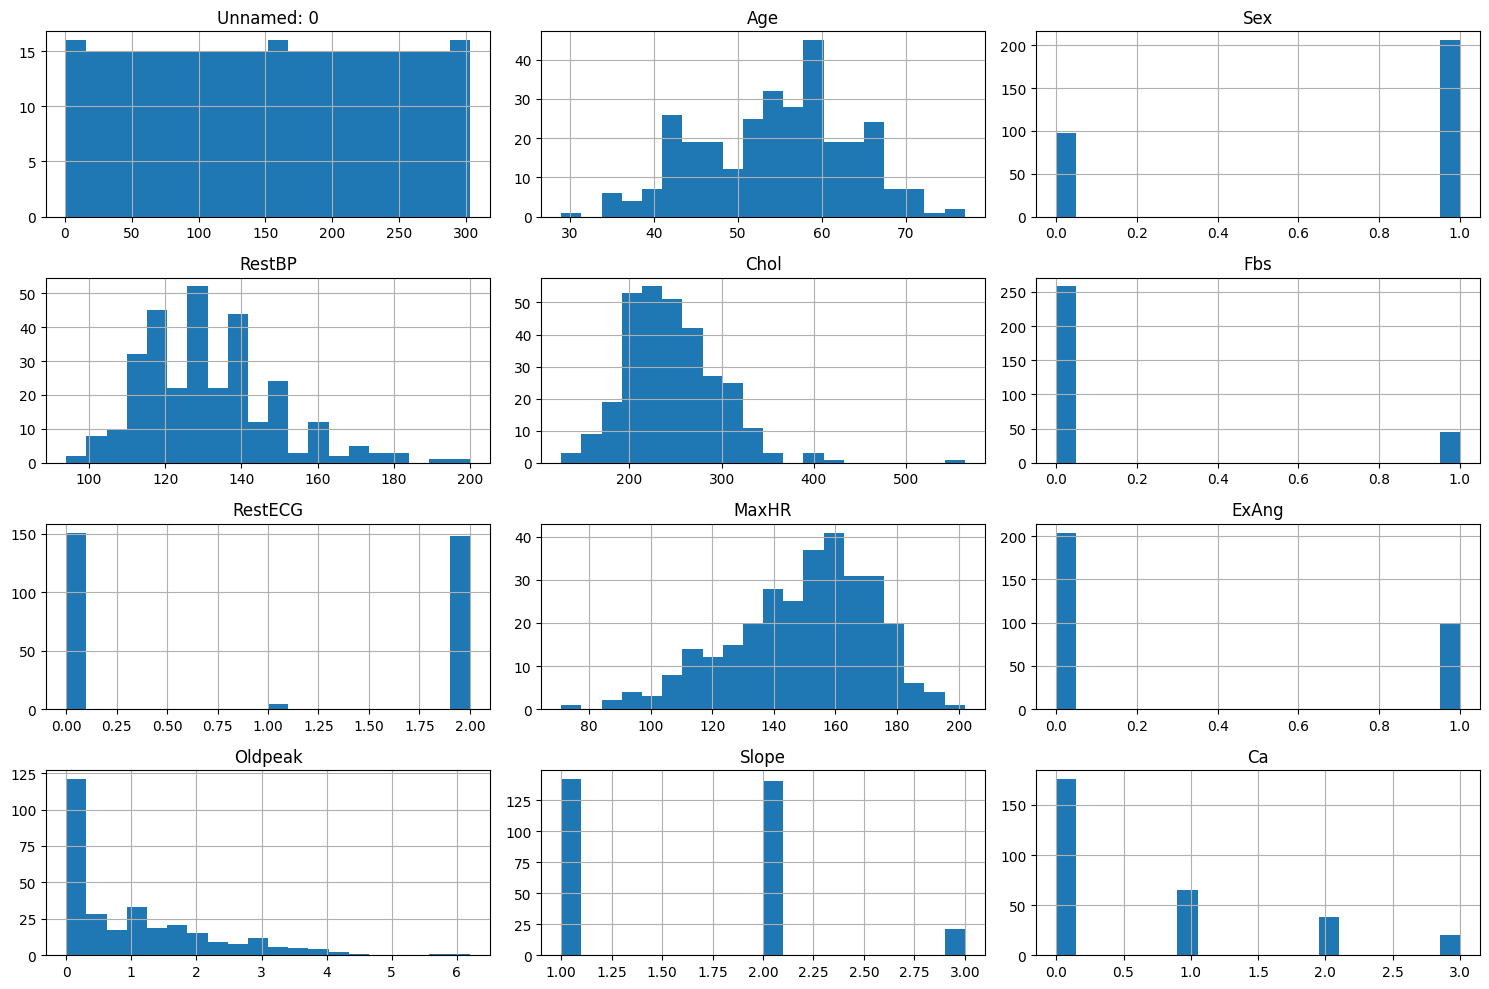 Unnamed: 0
15
10
5
0
0 50 100 150 200 250 300
Age
40
30
20
10
0
30 40 50 60 70
Sex
200
150
100
50
0
0.0 0.2 0.4 0.6 0.8 1.0
RestBP
50
40
30
20
10
0
100 120 140 160 180 200
Chol
50
40
30
20
10
0
200 300 400 500
Fbs
250
200
150
100
50
0
0.0 0.2 0.4 0.6 0.8 1.0
RestECG
150
100
50
0
0.00 0.25 0.50 0.75 1.00 1.25 1.50 1.75 2.00
MaxHR
40
30
20
10
0
80 100 120 140 160 180 200
ExAng
200
150
100
50
0
0.0 0.2 0.4 0.6 0.8 1.0
Oldpeak
125
100
75
50
25
0
0 1 2 3 4 5 6
Slope
125
100
75
50
25
0
1.00 1.25 1.50 1.75 2.00 2.25 2.50 2.75 3.00
Ca
150
100
50
0
0.0 0.5 1.0 1.5 2.0 2.5 3.0